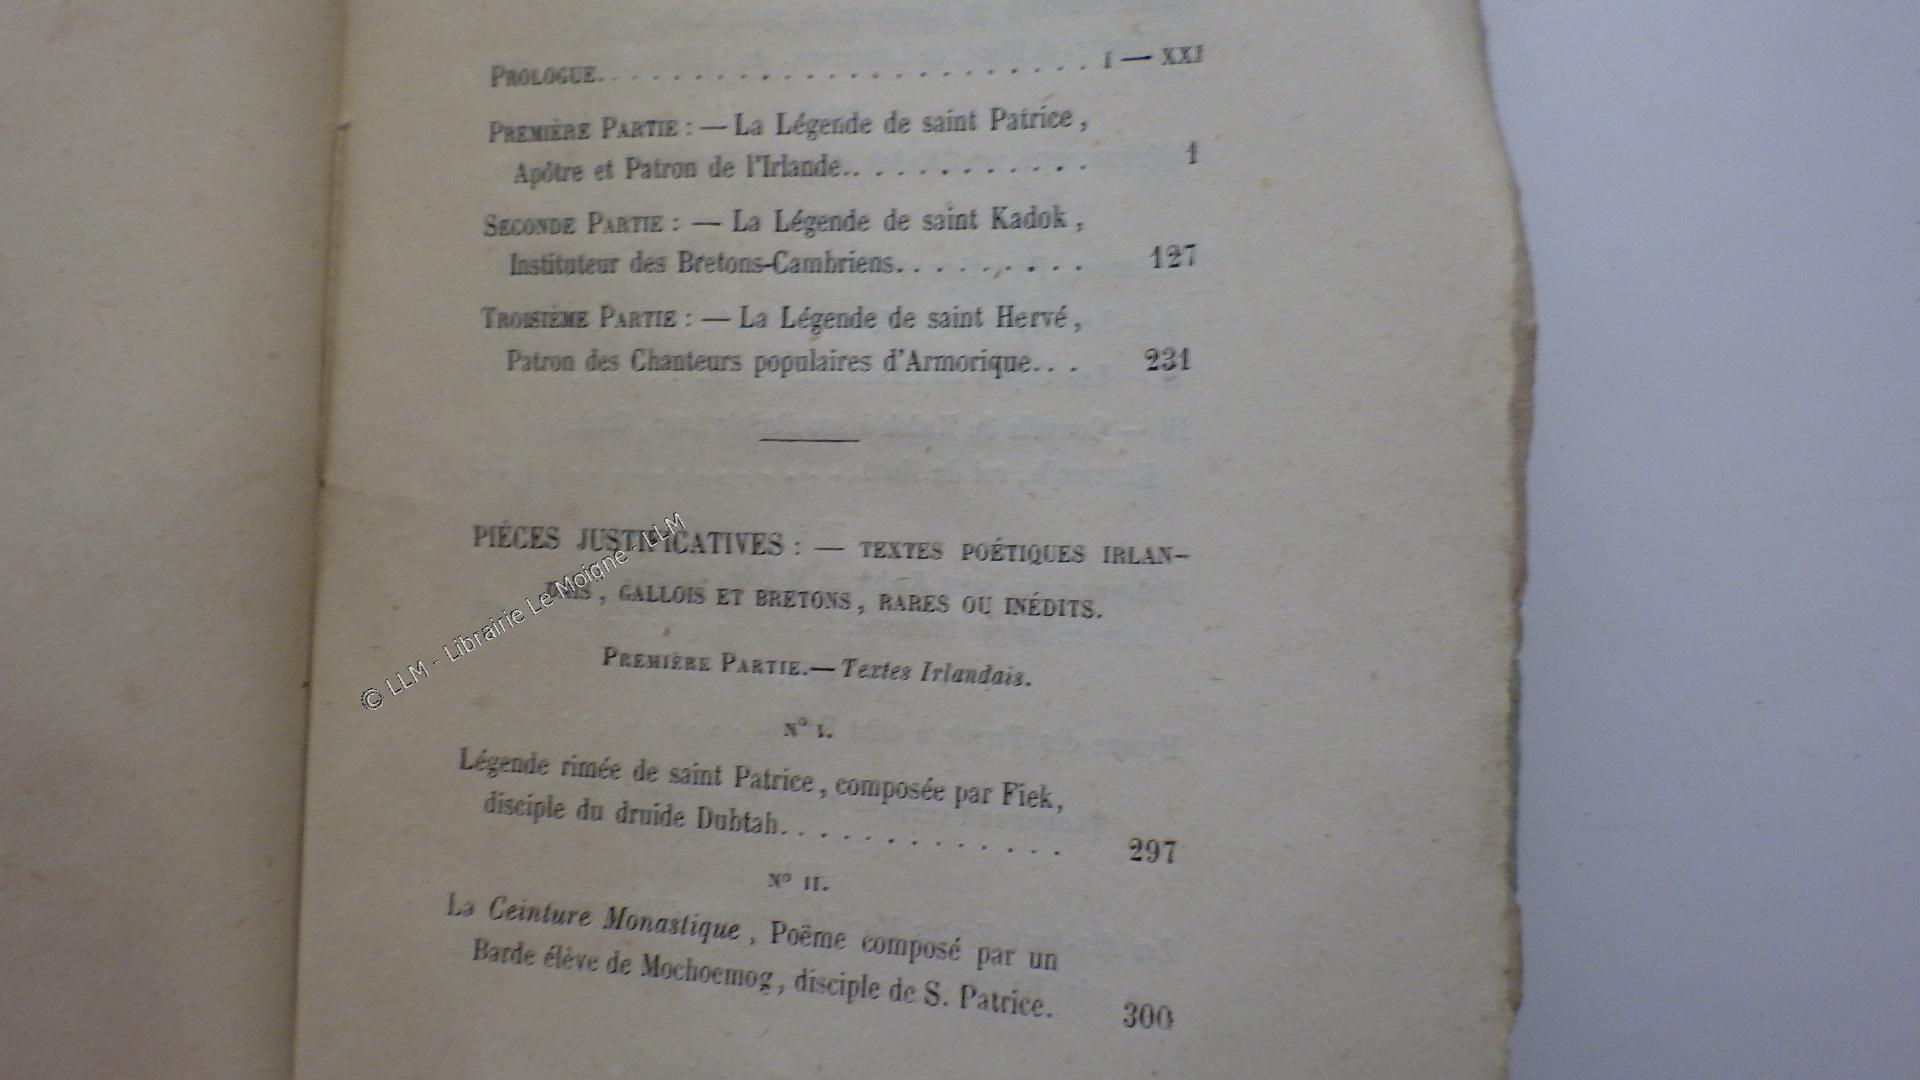 PROLOGUE. . . . . . . . . . . . . . . . . . . . . . . . I — XXI
PREMIÈRE PARTIE : — La Légende de saint Patrice,
Apôtre et Patron de l'Irlande. . . . . . . . . . . . 1
SECONDE PARTIE : — La Légende de saint Kadok,
Instituteur des Bretons-Cambriens. . . . . . . . . 127
TROISIÈME PARTIE : — La Légende de saint Hervé,
Patron des Chanteurs populaires d'Armorique. . . 231
PIÈCES JUSTIFICATIVES : — TEXTES POÉTIQUES IRLAN-
DAIS, GALLOIS ET BRETONS, RARES OU INÉDITS.
PREMIÈRE PARTIE. — Textes Irlandais.
N° I.
Légende rimée de saint Patrice, composée par Fiek,
disciple du druide Dubtah. . . . . . . . . . . . . 297
N° II.
La Ceinture Monastique, Poëme composé par un
Barde élève de Mochoemog, disciple de S. Patrice. 300
© LLM - Librairie Le Moigne - LLM